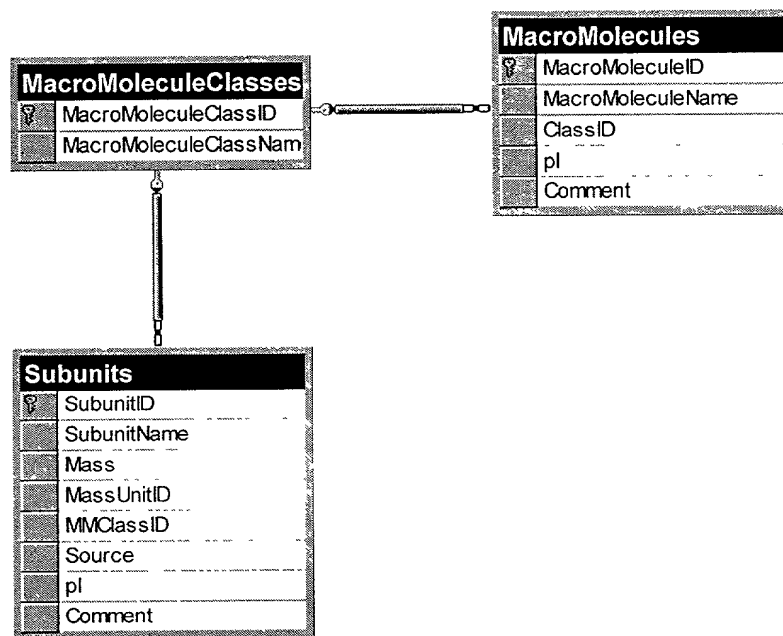 MacroMoleculeClasses
MacroMoleculeClassID
MacroMoleculeClassNam
MacroMolecules
MacroMoleculeID
MacroMoleculeName
ClassID
pI
Comment
Subunits
SubunitID
SubunitName
Mass
MassUnitID
MMClassID
Source
pI
Comment